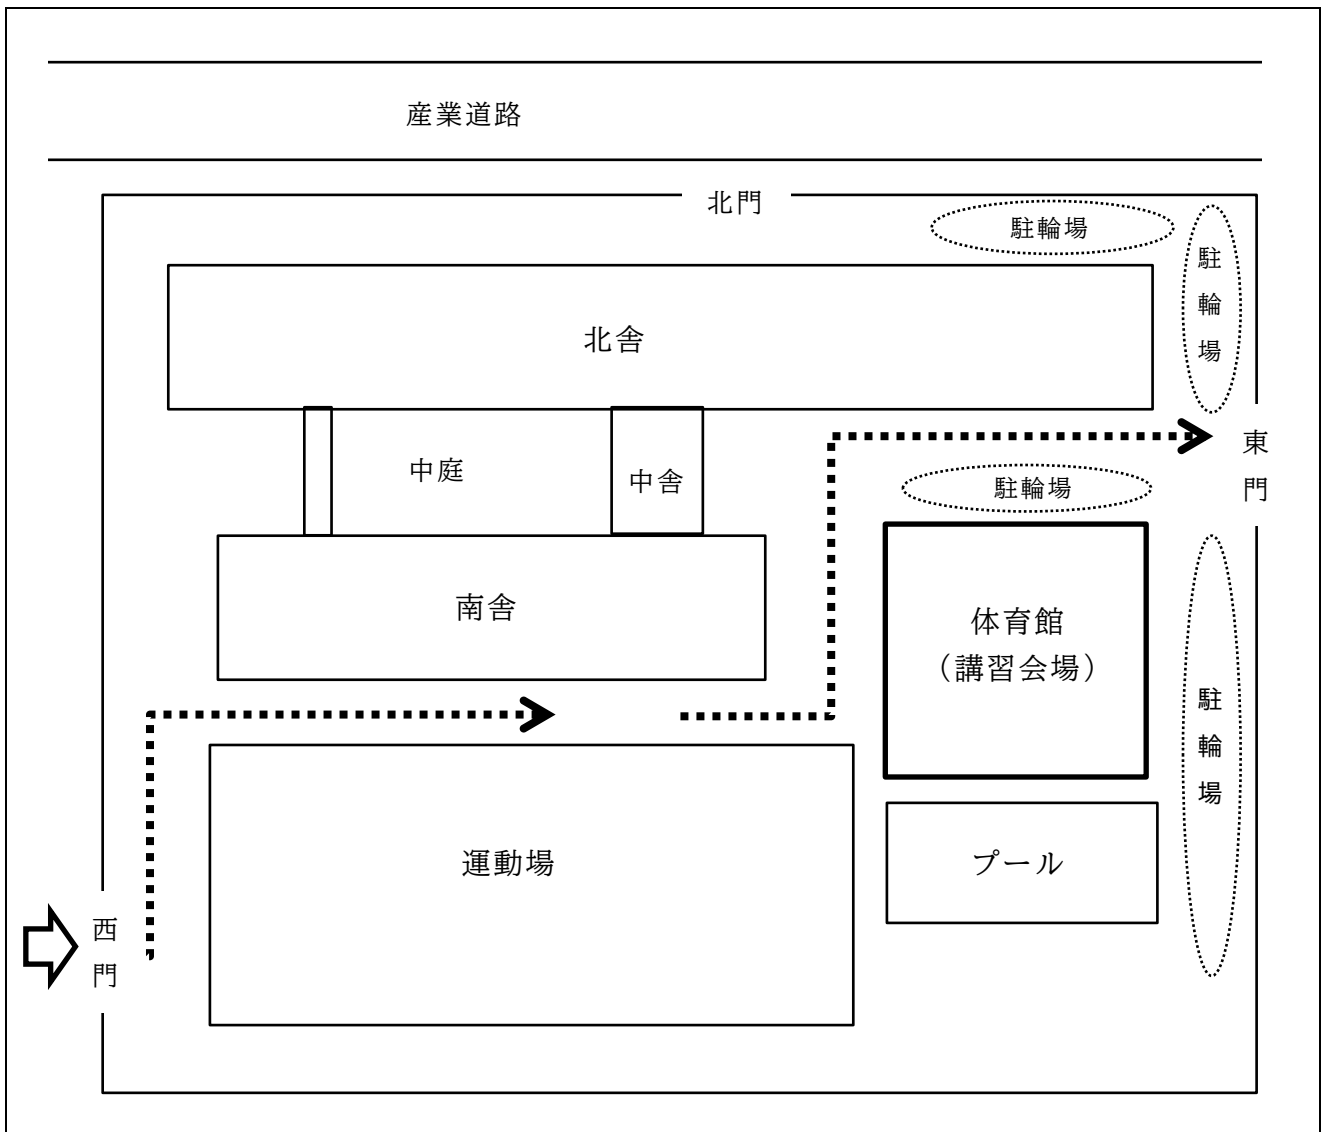 産業道路
北門
駐輪場
駐輪場
北舎
東門
中庭
中舎
駐輪場
南舎
体育館
（講習会場）
駐輪場
運動場
プール
西門